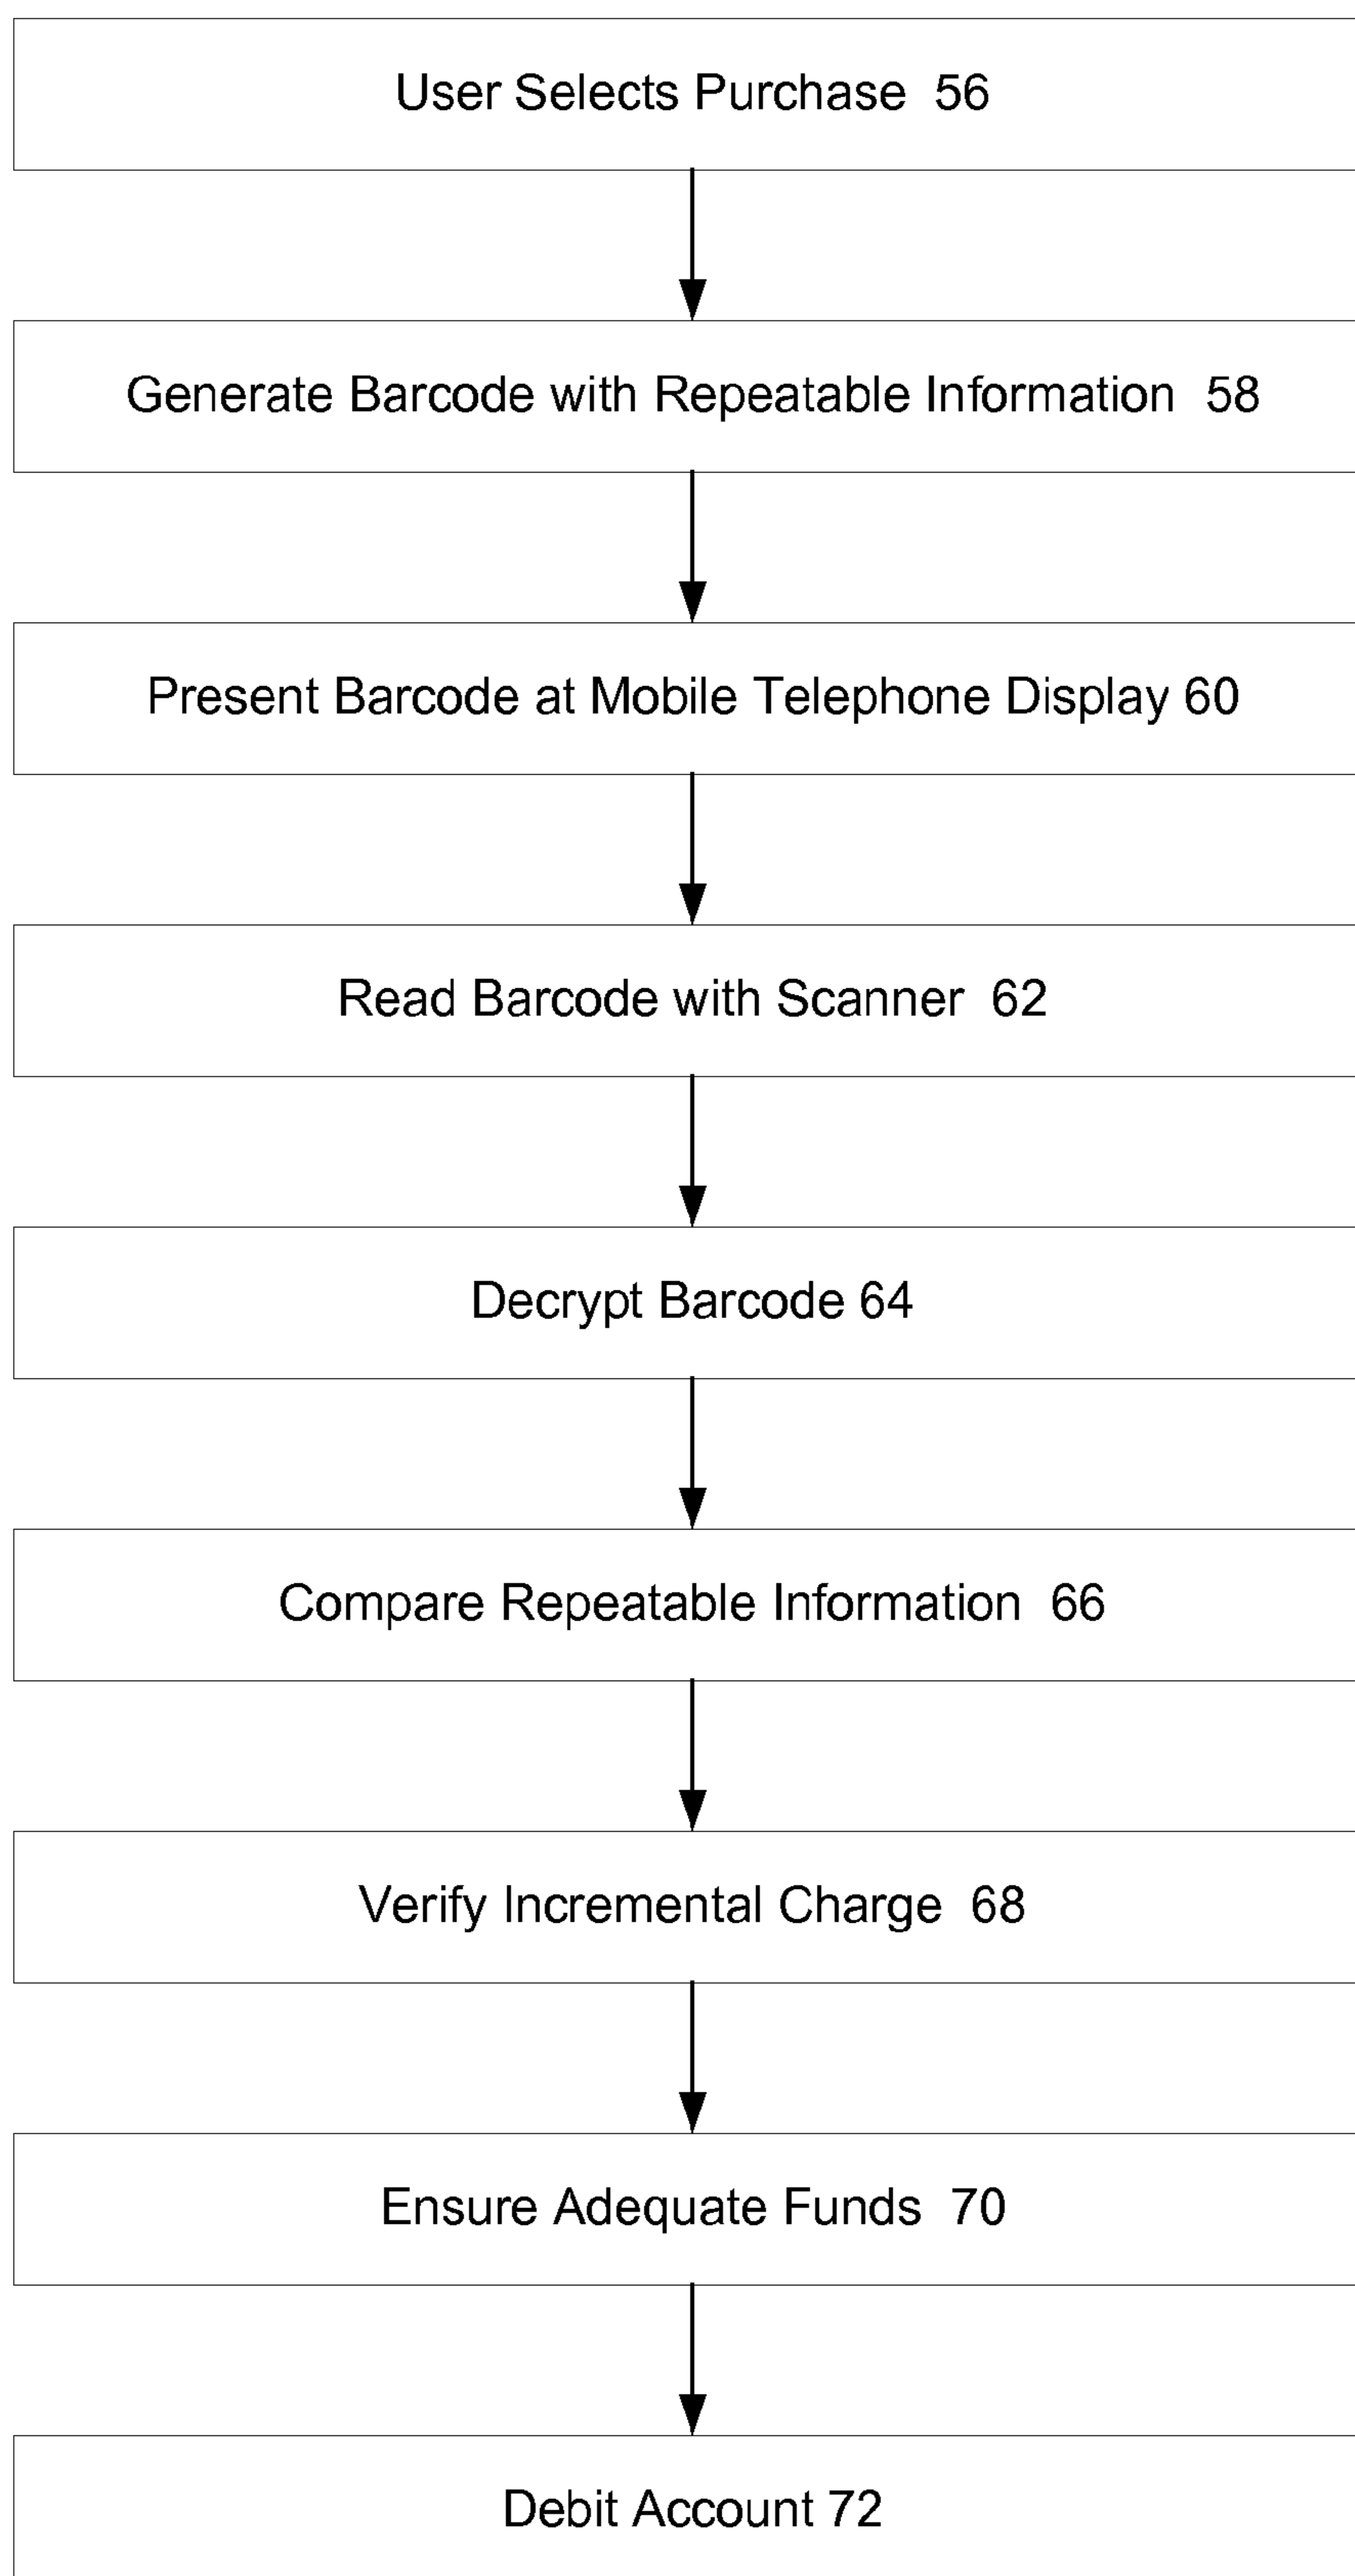 User Selects Purchase 56
Generate Barcode with Repeatable Information 58
Present Barcode at Mobile Telephone Display 60
Read Barcode with Scanner 62
Decrypt Barcode 64
Compare Repeatable Information 66
Verify Incremental Charge 68
Ensure Adequate Funds 70
Debit Account 72